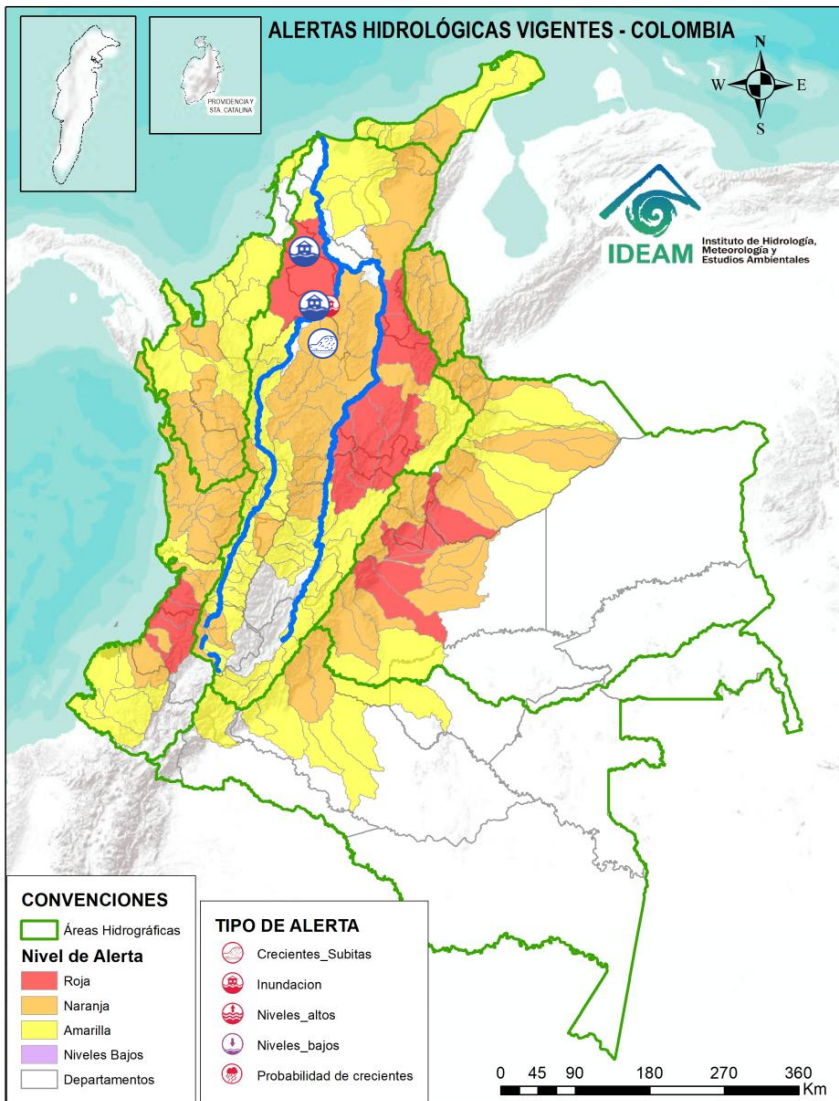 ALERTAS HIDROLÓGICAS VIGENTES - COLOMBIA
PROVIDENCIA Y
STA. CATALINA
N
W
E
S
IDEAM
Instituto de Hidrología,
Meteorología y
Estudios Ambientales
CONVENCIONES
Áreas Hidrográficas
Nivel de Alerta
Roja
Naranja
Amarilla
Niveles Bajos
Departamentos
TIPO DE ALERTA
Crecientes_Subitas
Inundacion
Niveles_altos
Niveles_bajos
Probabilidad de crecientes
0 45 90 180 270 360
Km